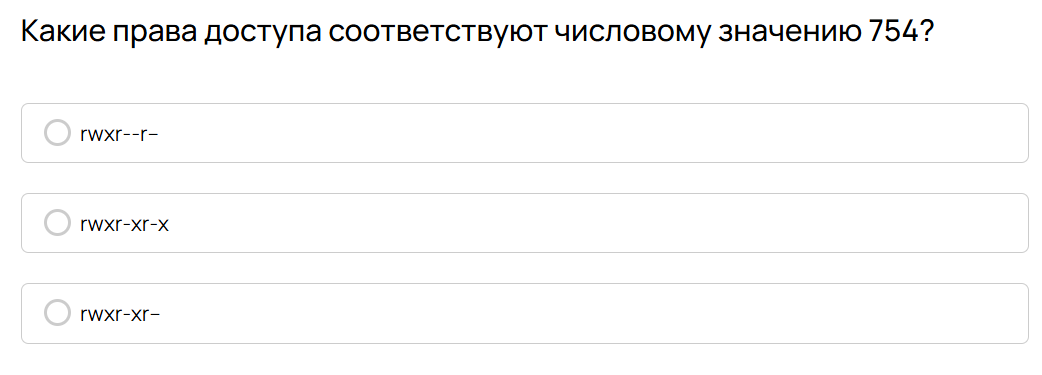 Какие права доступа соответствуют числовому значению 754?
rwxr--r–
rwxr-xr-x
rwxr-xr–